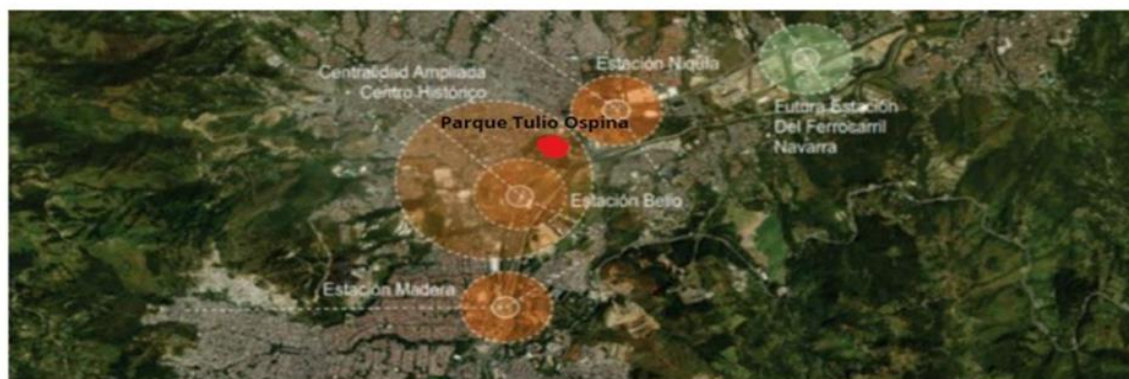 Estación Niquía
Centralidad Ampliada
Centro Histórico
Parque Tulio Ospina
Futura Estación
Del Ferrocarril
Navarra
Estación Bello
Estación Madera